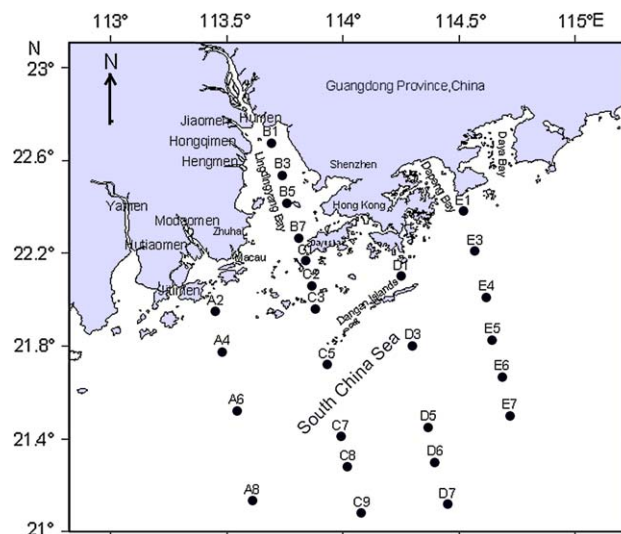 113° 113.5° 114° 114.5° 115°E
N
23°
22.6°
22.2°
21.8°
21.4°
21°
N
Guangdong Province,China
Humen
Jiaomen
B1
Hongqimen
Hengmen
B3
Lingdingyang Bay
Shenzhen
Dapeng Bay
Daya Bay
B5
Hong Kong
E1
Yamen
Modaomen
Zhuhai
B7
Hutiaomen
Macau
E3
D1
C2
Jitimen
A2
C3
Dangan Islands
E4
A4
C5
D3
E5
South China Sea
E6
A6
E7
C7
D5
C8
D6
A8
C9
D7